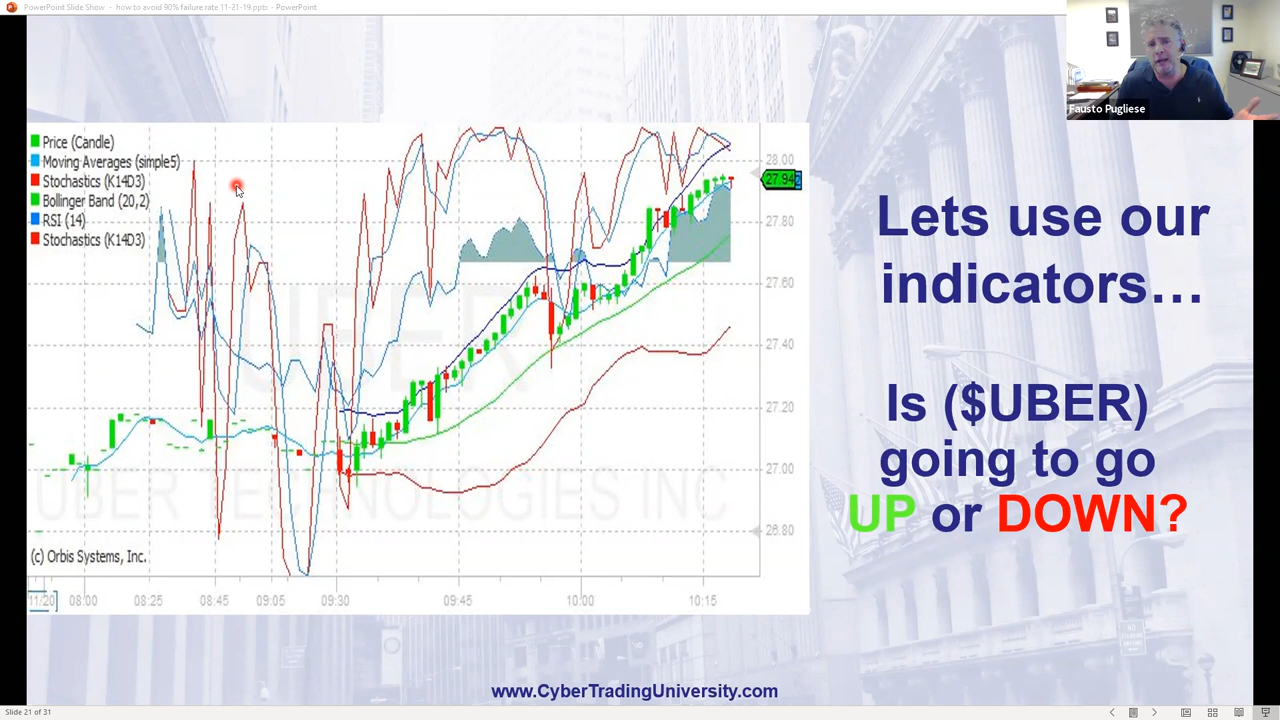 PowerPoint Slide Show - how to avoid 90% failure rate 11-21-19.pptx - PowerPoint
Fausto Pugliese
Price (Candle)
Moving Averages (simple5)
Stochastics (K14D3)
Bollinger Band (20,2)
RSI (14)
Stochastics (K14D3)
28.00
27.94
27.80
27.60
27.40
27.20
27.00
26.80
UBER
UBER TECHNOLOGIES INC
(c) Orbis Systems, Inc.
11/20 08:00 08:25 08:45 09:05 09:30 09:45 10:00 10:15
Lets use our
indicators...
Is ($UBER)
going to go
UP or DOWN?
www.CyberTradingUniversity.com
Slide 21 of 31